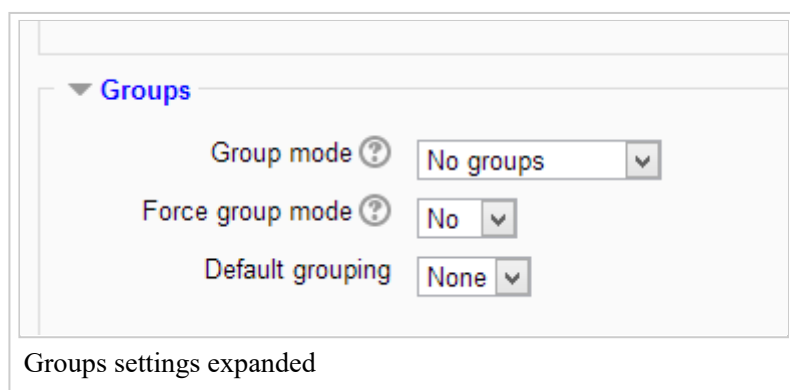 Groups
Group mode No groups
Force group mode No
Default grouping None
Groups settings expanded